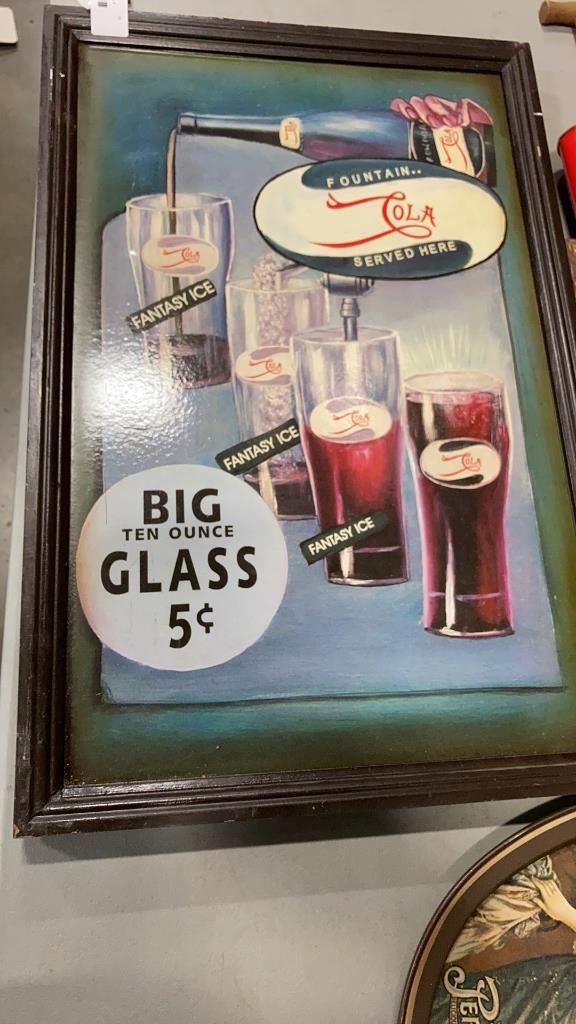 FOUNTAIN..
COLA
SERVED HERE
COLA
FANTASY ICE
COLA
FANTASY ICE
COLA
FANTASY ICE
COLA
BIG
TEN OUNCE
GLASS
5¢